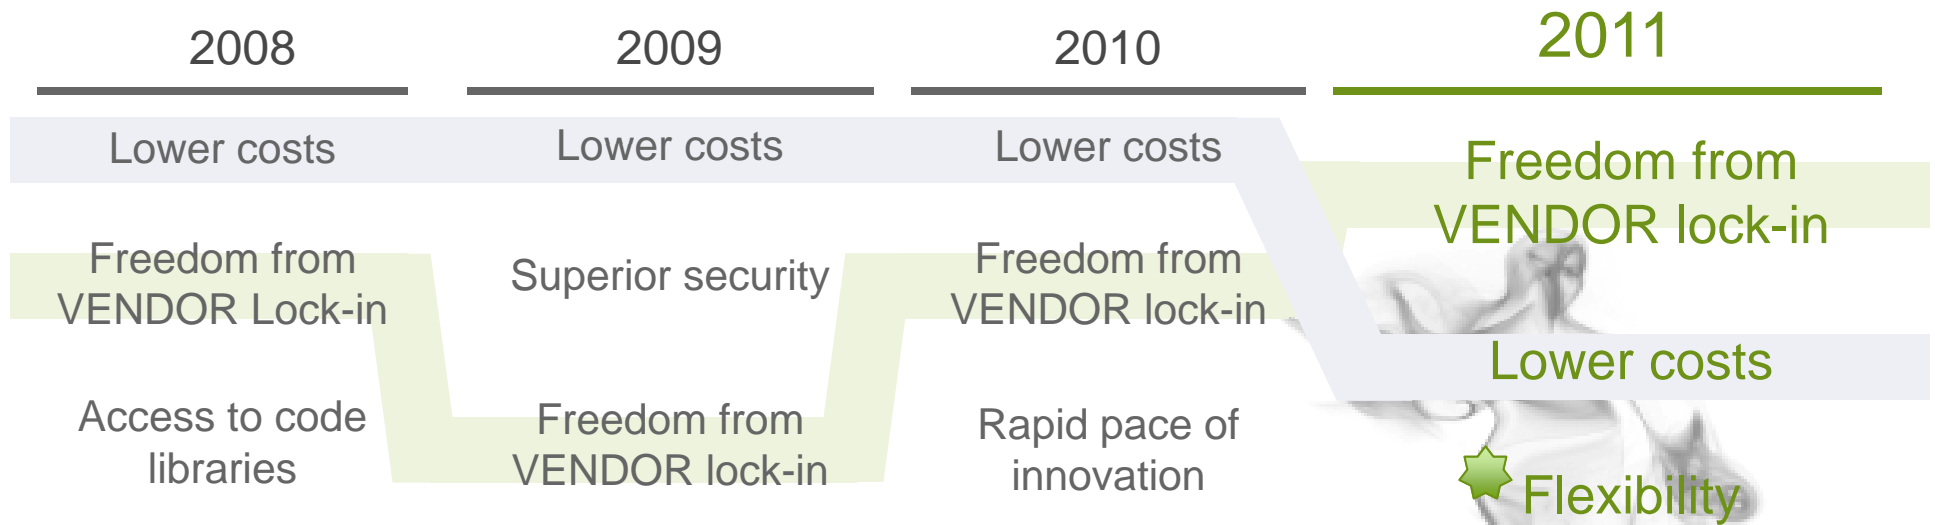 2008
2009
2010
2011
Lower costs
Lower costs
Lower costs
Freedom from
VENDOR lock-in
Freedom from
VENDOR Lock-in
Superior security
Freedom from
VENDOR lock-in
Lower costs
Access to code
libraries
Freedom from
VENDOR lock-in
Rapid pace of
innovation
Flexibility